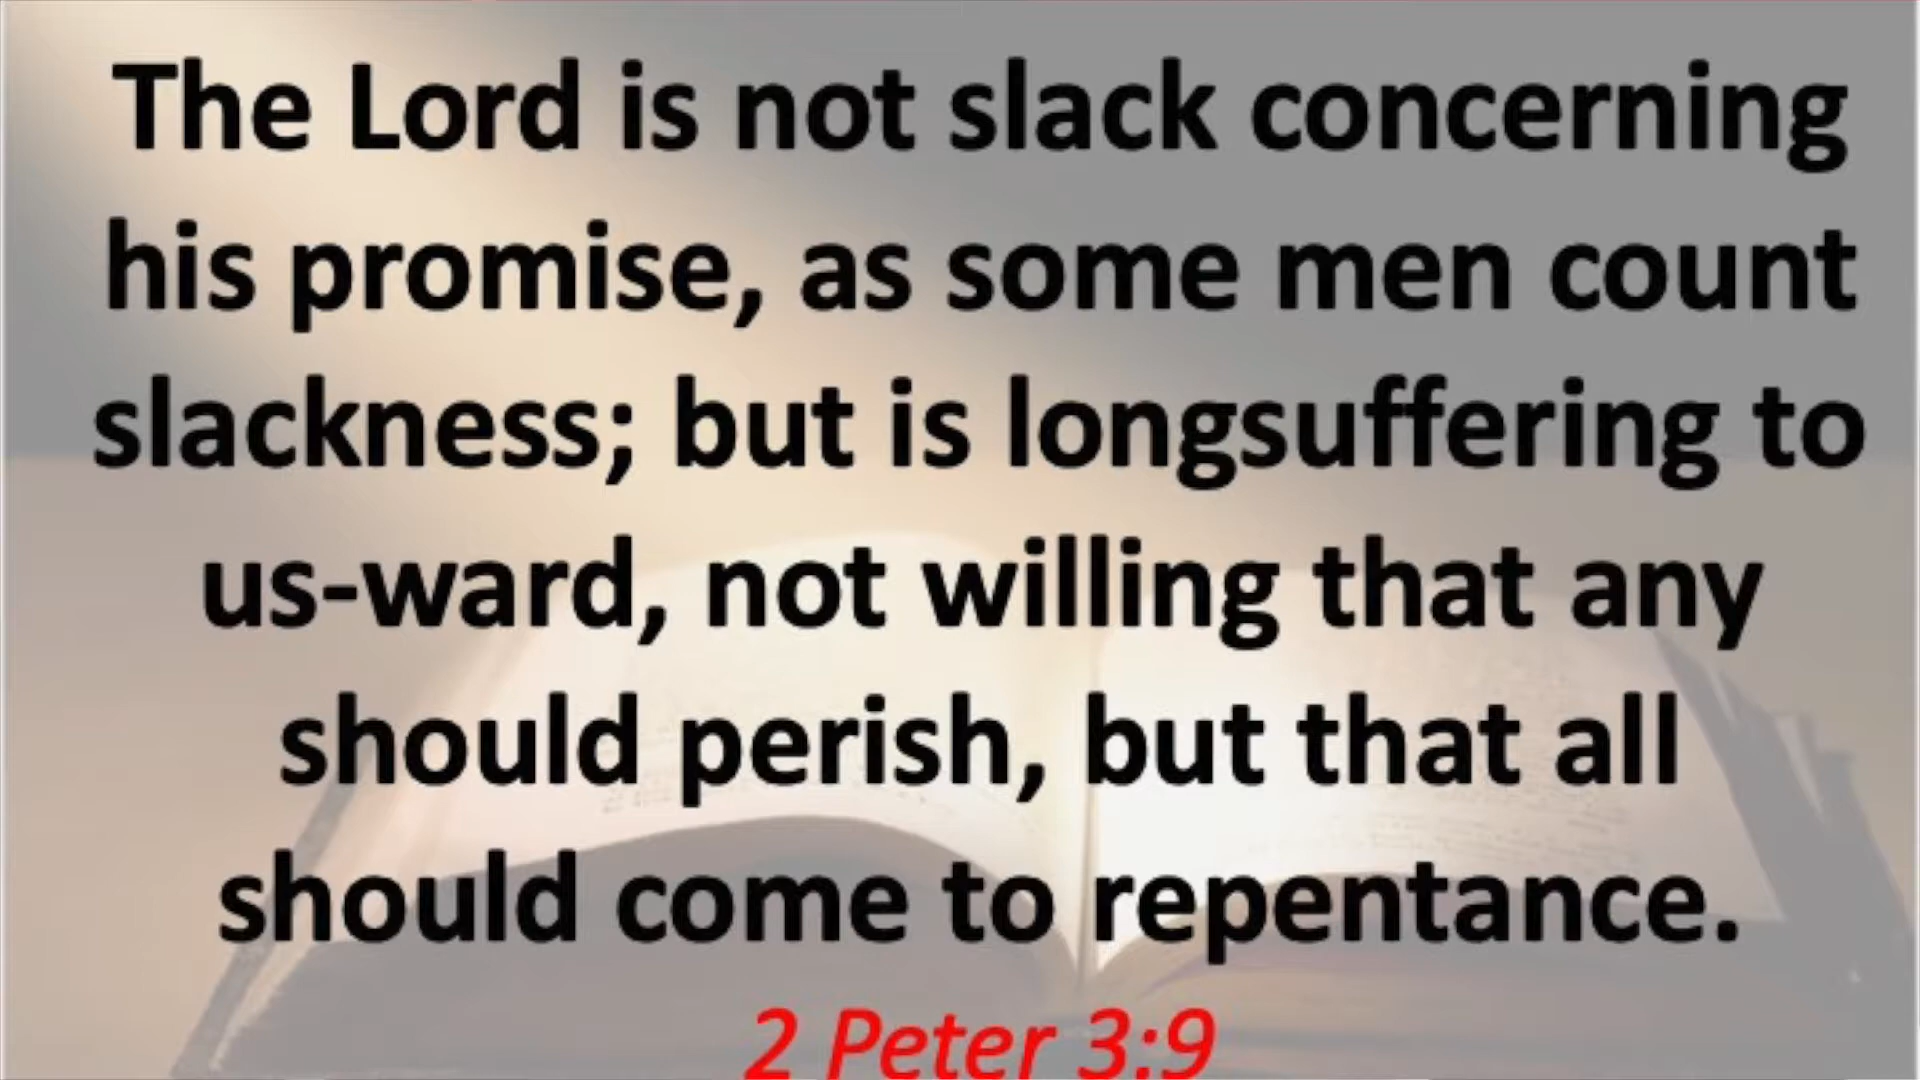 The Lord is not slack concerning
his promise, as some men count
slackness; but is longsuffering to
us-ward, not willing that any
should perish, but that all
should come to repentance.
2 Peter 3:9